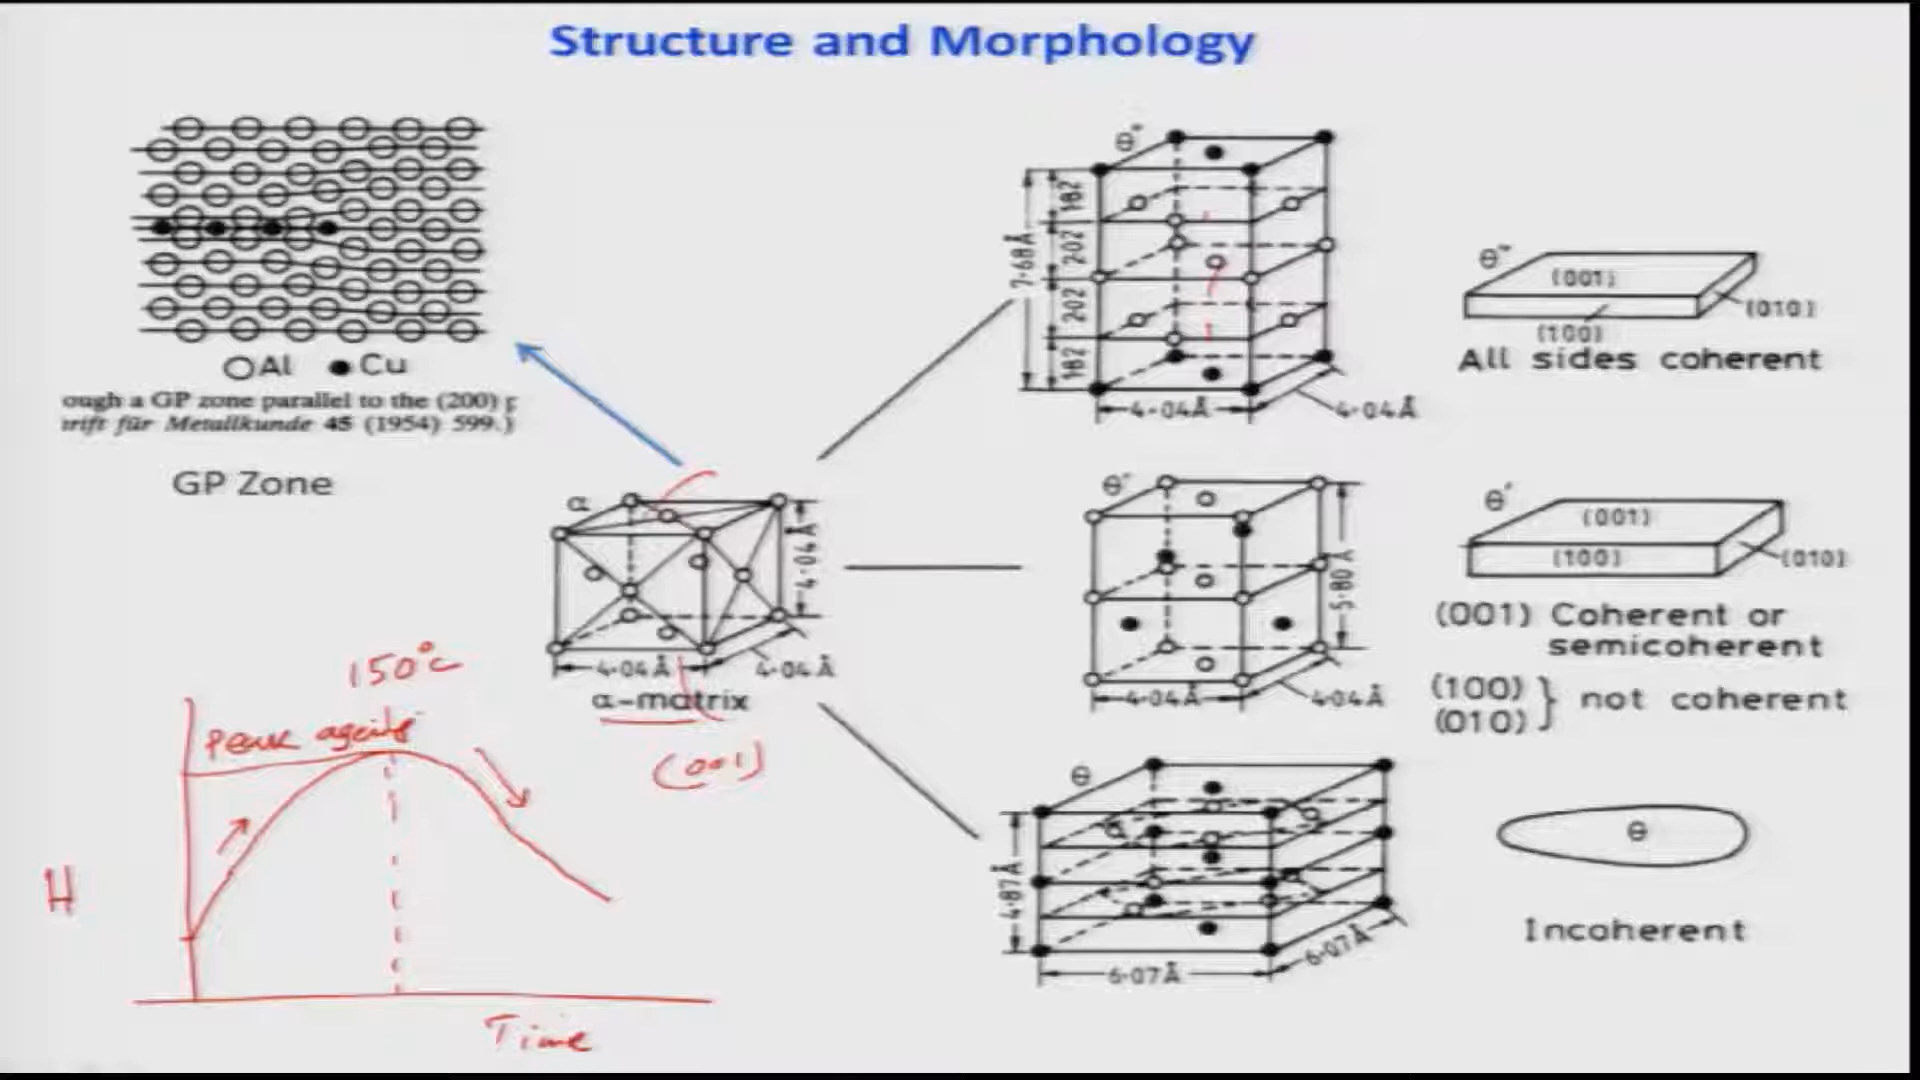 Structure and Morphology
Al Cu
ough a GP zone parallel to the (200) p
rift für Metallkunde 45 (1954) 599.)
GP Zone
α
4·04Å
4·04Å
4·04Å
α-matrix
(001)
150°c
Peak ageing
H
Time
θ"
1·82
2·02
2·02
1·82
7·68Å
4·04Å
4·04Å
θ"
(001)
(010)
(100)
All sides coherent
θ'
5·80 Å
4·04Å
4·04Å
θ'
(001)
(100)
(010)
(001) Coherent or
semicoherent
(100)
(010) } not coherent
θ
4·87Å
6·07Å
6·07Å
θ
Incoherent